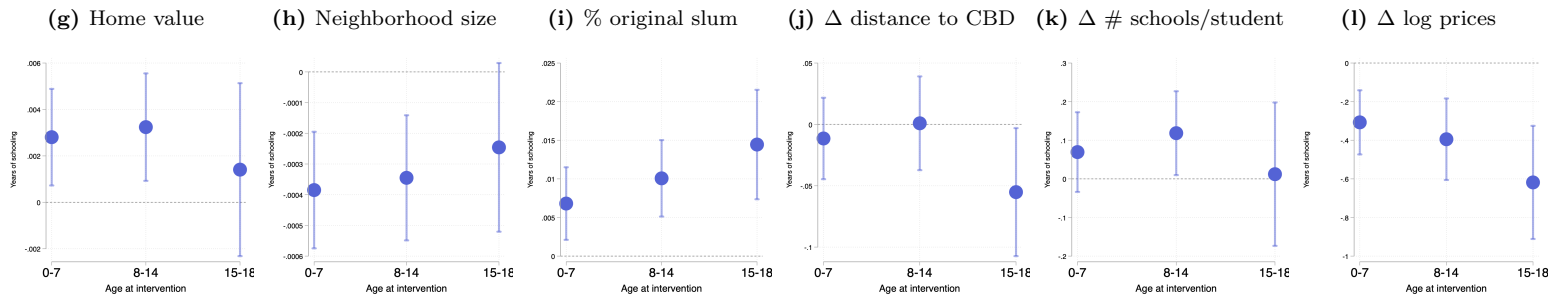 (g) Home value
Years of schooling
.006
.004
.002
0
-.002
0-7
8-14
15-18
Age at intervention
(h) Neighborhood size
Years of schooling
0
-.0001
-.0002
-.0003
-.0004
-.0005
-.0006
0-7
8-14
15-18
Age at intervention
(i) % original slum
Years of schooling
.025
.02
.015
.01
.005
0
0-7
8-14
15-18
Age at intervention
(j) Δ distance to CBD
Years of schooling
.05
0
-.05
-.1
0-7
8-14
15-18
Age at intervention
(k) Δ # schools/student
Years of schooling
.3
.2
.1
0
-.1
-.2
0-7
8-14
15-18
Age at intervention
(l) Δ log prices
Years of schooling
0
-.2
-.4
-.6
-.8
-1
0-7
8-14
15-18
Age at intervention